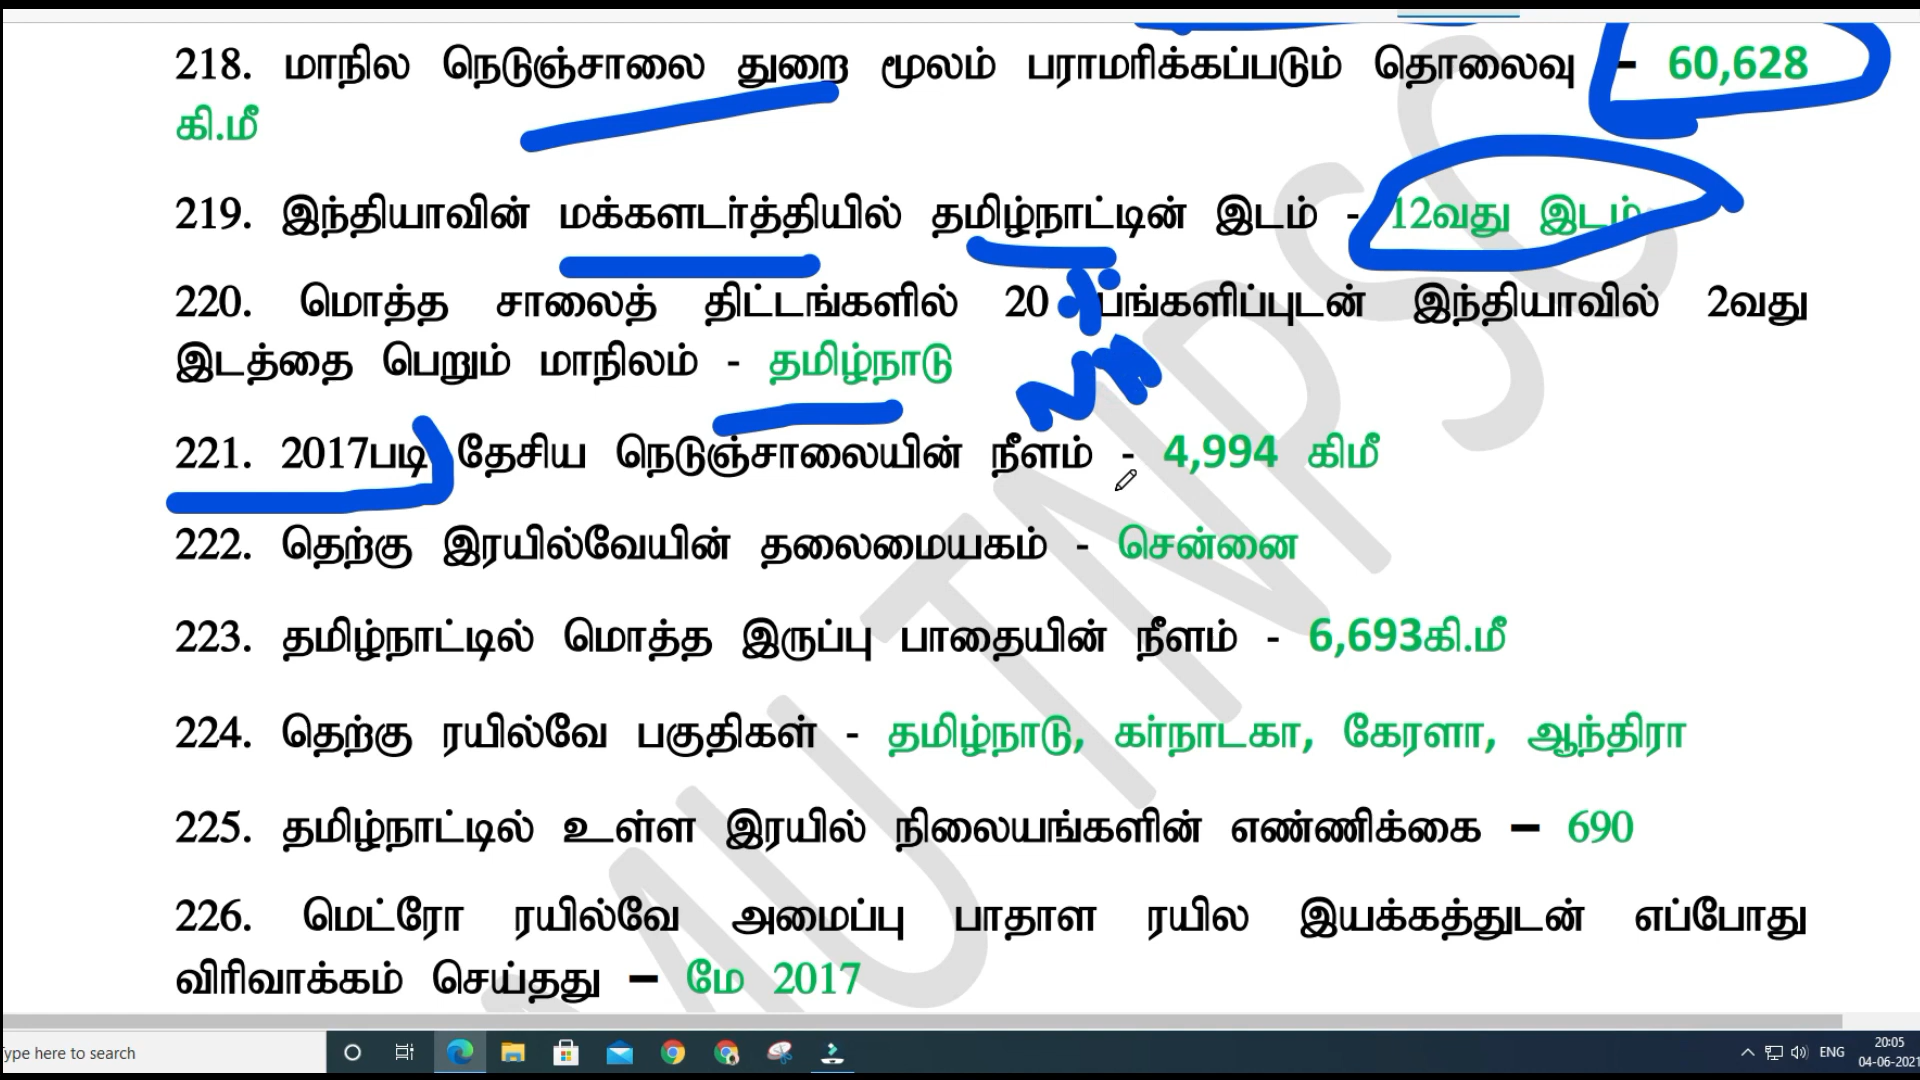 218. மாநில நெடுஞ்சாலை துறை மூலம் பராமரிக்கப்படும் தொலைவு – 60,628
கி.மீ
219. இந்தியாவின் மக்களடர்த்தியில் தமிழ்நாட்டின் இடம் - 12வது இடம்
220. மொத்த சாலைத் திட்டங்களில் 20 பங்களிப்புடன் இந்தியாவில் 2வது
இடத்தை பெறும் மாநிலம் - தமிழ்நாடு
221. 2017படி தேசிய நெடுஞ்சாலையின் நீளம் - 4,994 கிமீ
222. தெற்கு இரயில்வேயின் தலைமையகம் - சென்னை
223. தமிழ்நாட்டில் மொத்த இருப்பு பாதையின் நீளம் - 6,693கி.மீ
224. தெற்கு ரயில்வே பகுதிகள் - தமிழ்நாடு, கர்நாடகா, கேரளா, ஆந்திரா
225. தமிழ்நாட்டில் உள்ள இரயில் நிலையங்களின் எண்ணிக்கை – 690
226. மெட்ரோ ரயில்வே அமைப்பு பாதாள ரயில இயக்கத்துடன் எப்போது
விரிவாக்கம் செய்தது – மே 2017
MU TNPSC
ype here to search
ENG
20:05
04-06-2021